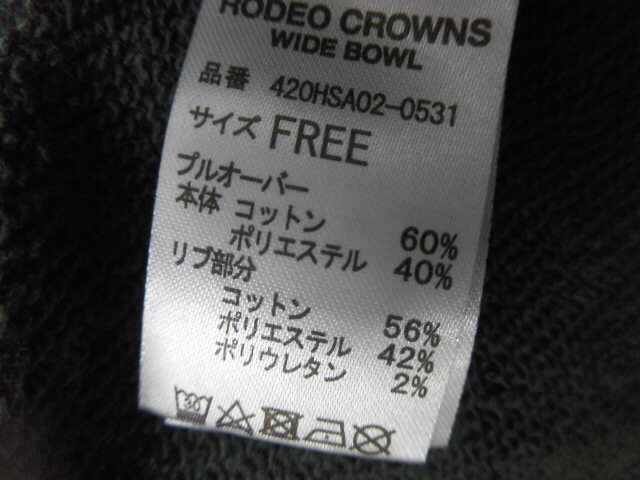 RODEO CROWNS
WIDE BOWL
品番 420HSA02-0531
サイズ FREE
プルオーバー
本体 コットン 60%
ポリエステル 40%
リブ部分
コットン 56%
ポリエステル 42%
ポリウレタン 2%